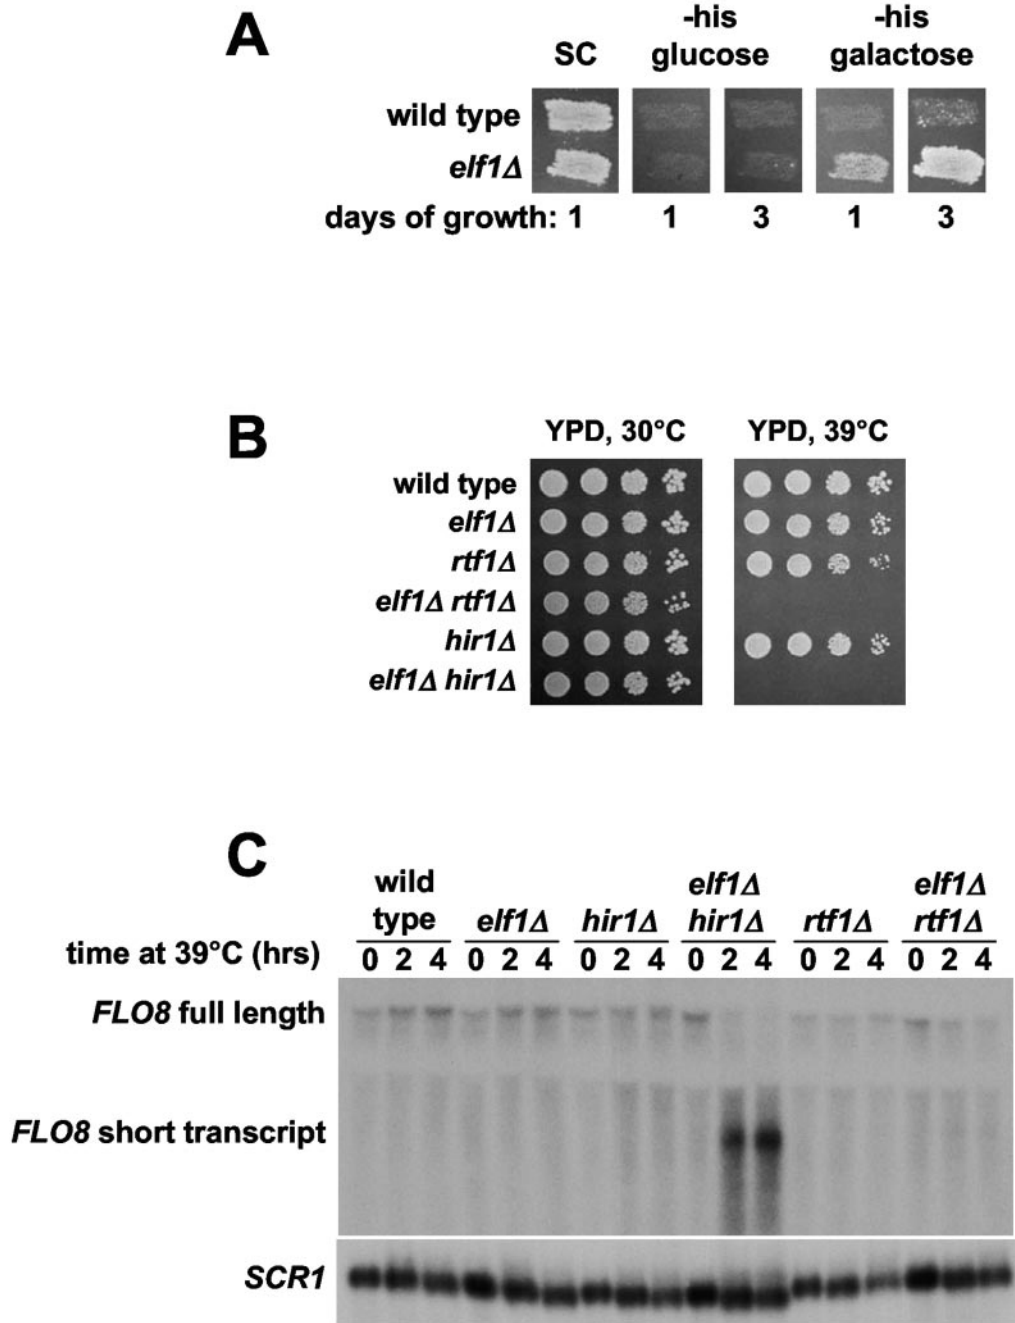 A
SC
-his
glucose
-his
galactose
wild type
elf1Δ
days of growth: 1 1 3 1 3
B
YPD, 30°C YPD, 39°C
wild type
elf1Δ
rtf1Δ
elf1Δ rtf1Δ
hir1Δ
elf1Δ hir1Δ
C
wild
type
elf1Δ
hir1Δ
elf1Δ
hir1Δ
rtf1Δ
elf1Δ
rtf1Δ
time at 39°C (hrs) 0 2 4 0 2 4 0 2 4 0 2 4 0 2 4 0 2 4
FLO8 full length
FLO8 short transcript
SCR1